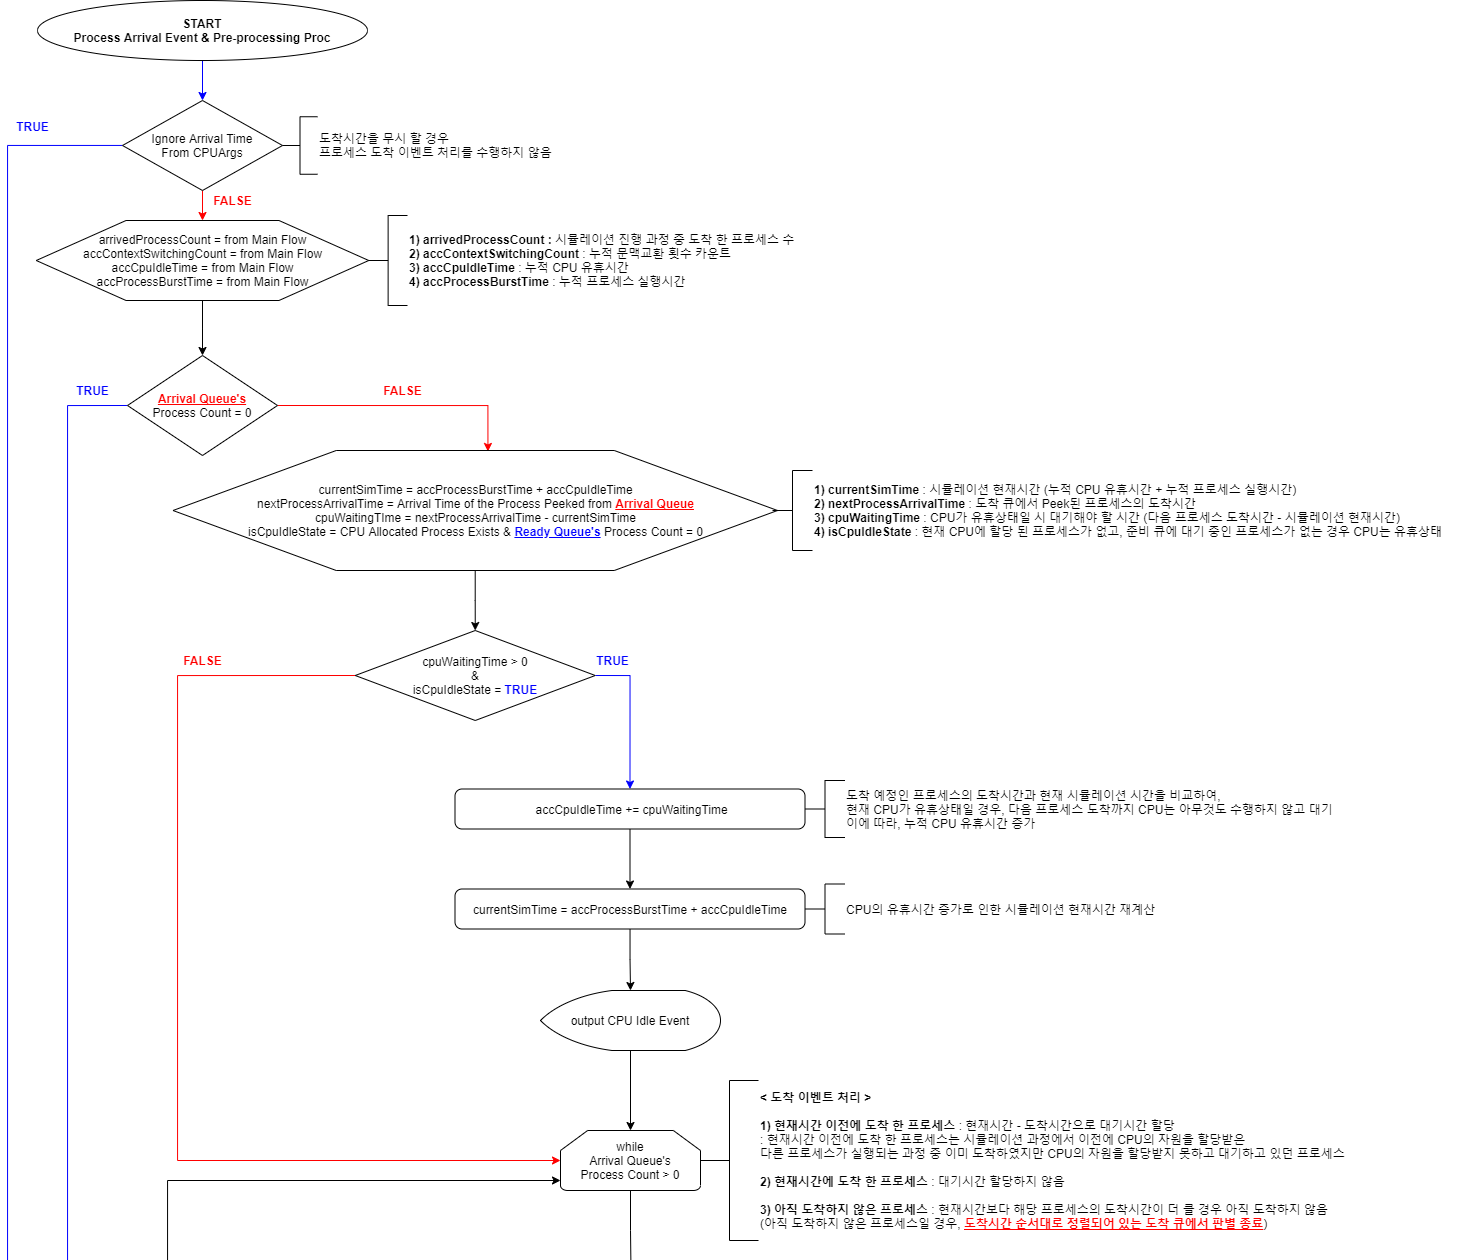 START
Process Arrival Event & Pre-processing Proc
TRUE
Ignore Arrival Time
From CPUArgs
도착시간을 무시 할 경우
프로세스 도착 이벤트 처리를 수행하지 않음
FALSE
arrivedProcessCount = from Main Flow
accContextSwitchingCount = from Main Flow
accCpuIdleTime = from Main Flow
accProcessBurstTime = from Main Flow
1) arrivedProcessCount : 시뮬레이션 진행 과정 중 도착 한 프로세스 수
2) accContextSwitchingCount : 누적 문맥교환 횟수 카운트
3) accCpuIdleTime : 누적 CPU 유휴시간
4) accProcessBurstTime : 누적 프로세스 실행시간
TRUE
Arrival Queue's
Process Count = 0
FALSE
currentSimTime = accProcessBurstTime + accCpuIdleTime
nextProcessArrivalTime = Arrival Time of the Process Peeked from Arrival Queue
cpuWaitingTIme = nextProcessArrivalTime - currentSimTime
isCpuIdleState = CPU Allocated Process Exists & Ready Queue's Process Count = 0
1) currentSimTime : 시뮬레이션 현재시간 (누적 CPU 유휴시간 + 누적 프로세스 실행시간)
2) nextProcessArrivalTime : 도착 큐에서 Peek된 프로세스의 도착시간
3) cpuWaitingTime : CPU가 유휴상태일 시 대기해야 할 시간 (다음 프로세스 도착시간 - 시뮬레이션 현재시간)
4) isCpuIdleState : 현재 CPU에 할당 된 프로세스가 없고, 준비 큐에 대기 중인 프로세스가 없는 경우 CPU는 유휴상태
FALSE
cpuWaitingTime > 0
&
isCpuIdleState = TRUE
TRUE
accCpuIdleTime += cpuWaitingTime
도착 예정인 프로세스의 도착시간과 현재 시뮬레이션 시간을 비교하여,
현재 CPU가 유휴상태일 경우, 다음 프로세스 도착까지 CPU는 아무것도 수행하지 않고 대기
이에 따라, 누적 CPU 유휴시간 증가
currentSimTime = accProcessBurstTime + accCpuIdleTime
CPU의 유휴시간 증가로 인한 시뮬레이션 현재시간 재계산
output CPU Idle Event
while
Arrival Queue's
Process Count > 0
< 도착 이벤트 처리 >
1) 현재시간 이전에 도착 한 프로세스 : 현재시간 - 도착시간으로 대기시간 할당
: 현재시간 이전에 도착 한 프로세스는 시뮬레이션 과정에서 이전에 CPU의 자원을 할당받은
다른 프로세스가 실행되는 과정 중 이미 도착하였지만 CPU의 자원을 할당받지 못하고 대기하고 있던 프로세스
2) 현재시간에 도착 한 프로세스 : 대기시간 할당하지 않음
3) 아직 도착하지 않은 프로세스 : 현재시간보다 해당 프로세스의 도착시간이 더 클 경우 아직 도착하지 않음
(아직 도착하지 않은 프로세스일 경우, 도착시간 순서대로 정렬되어 있는 도착 큐에서 판별 종료)